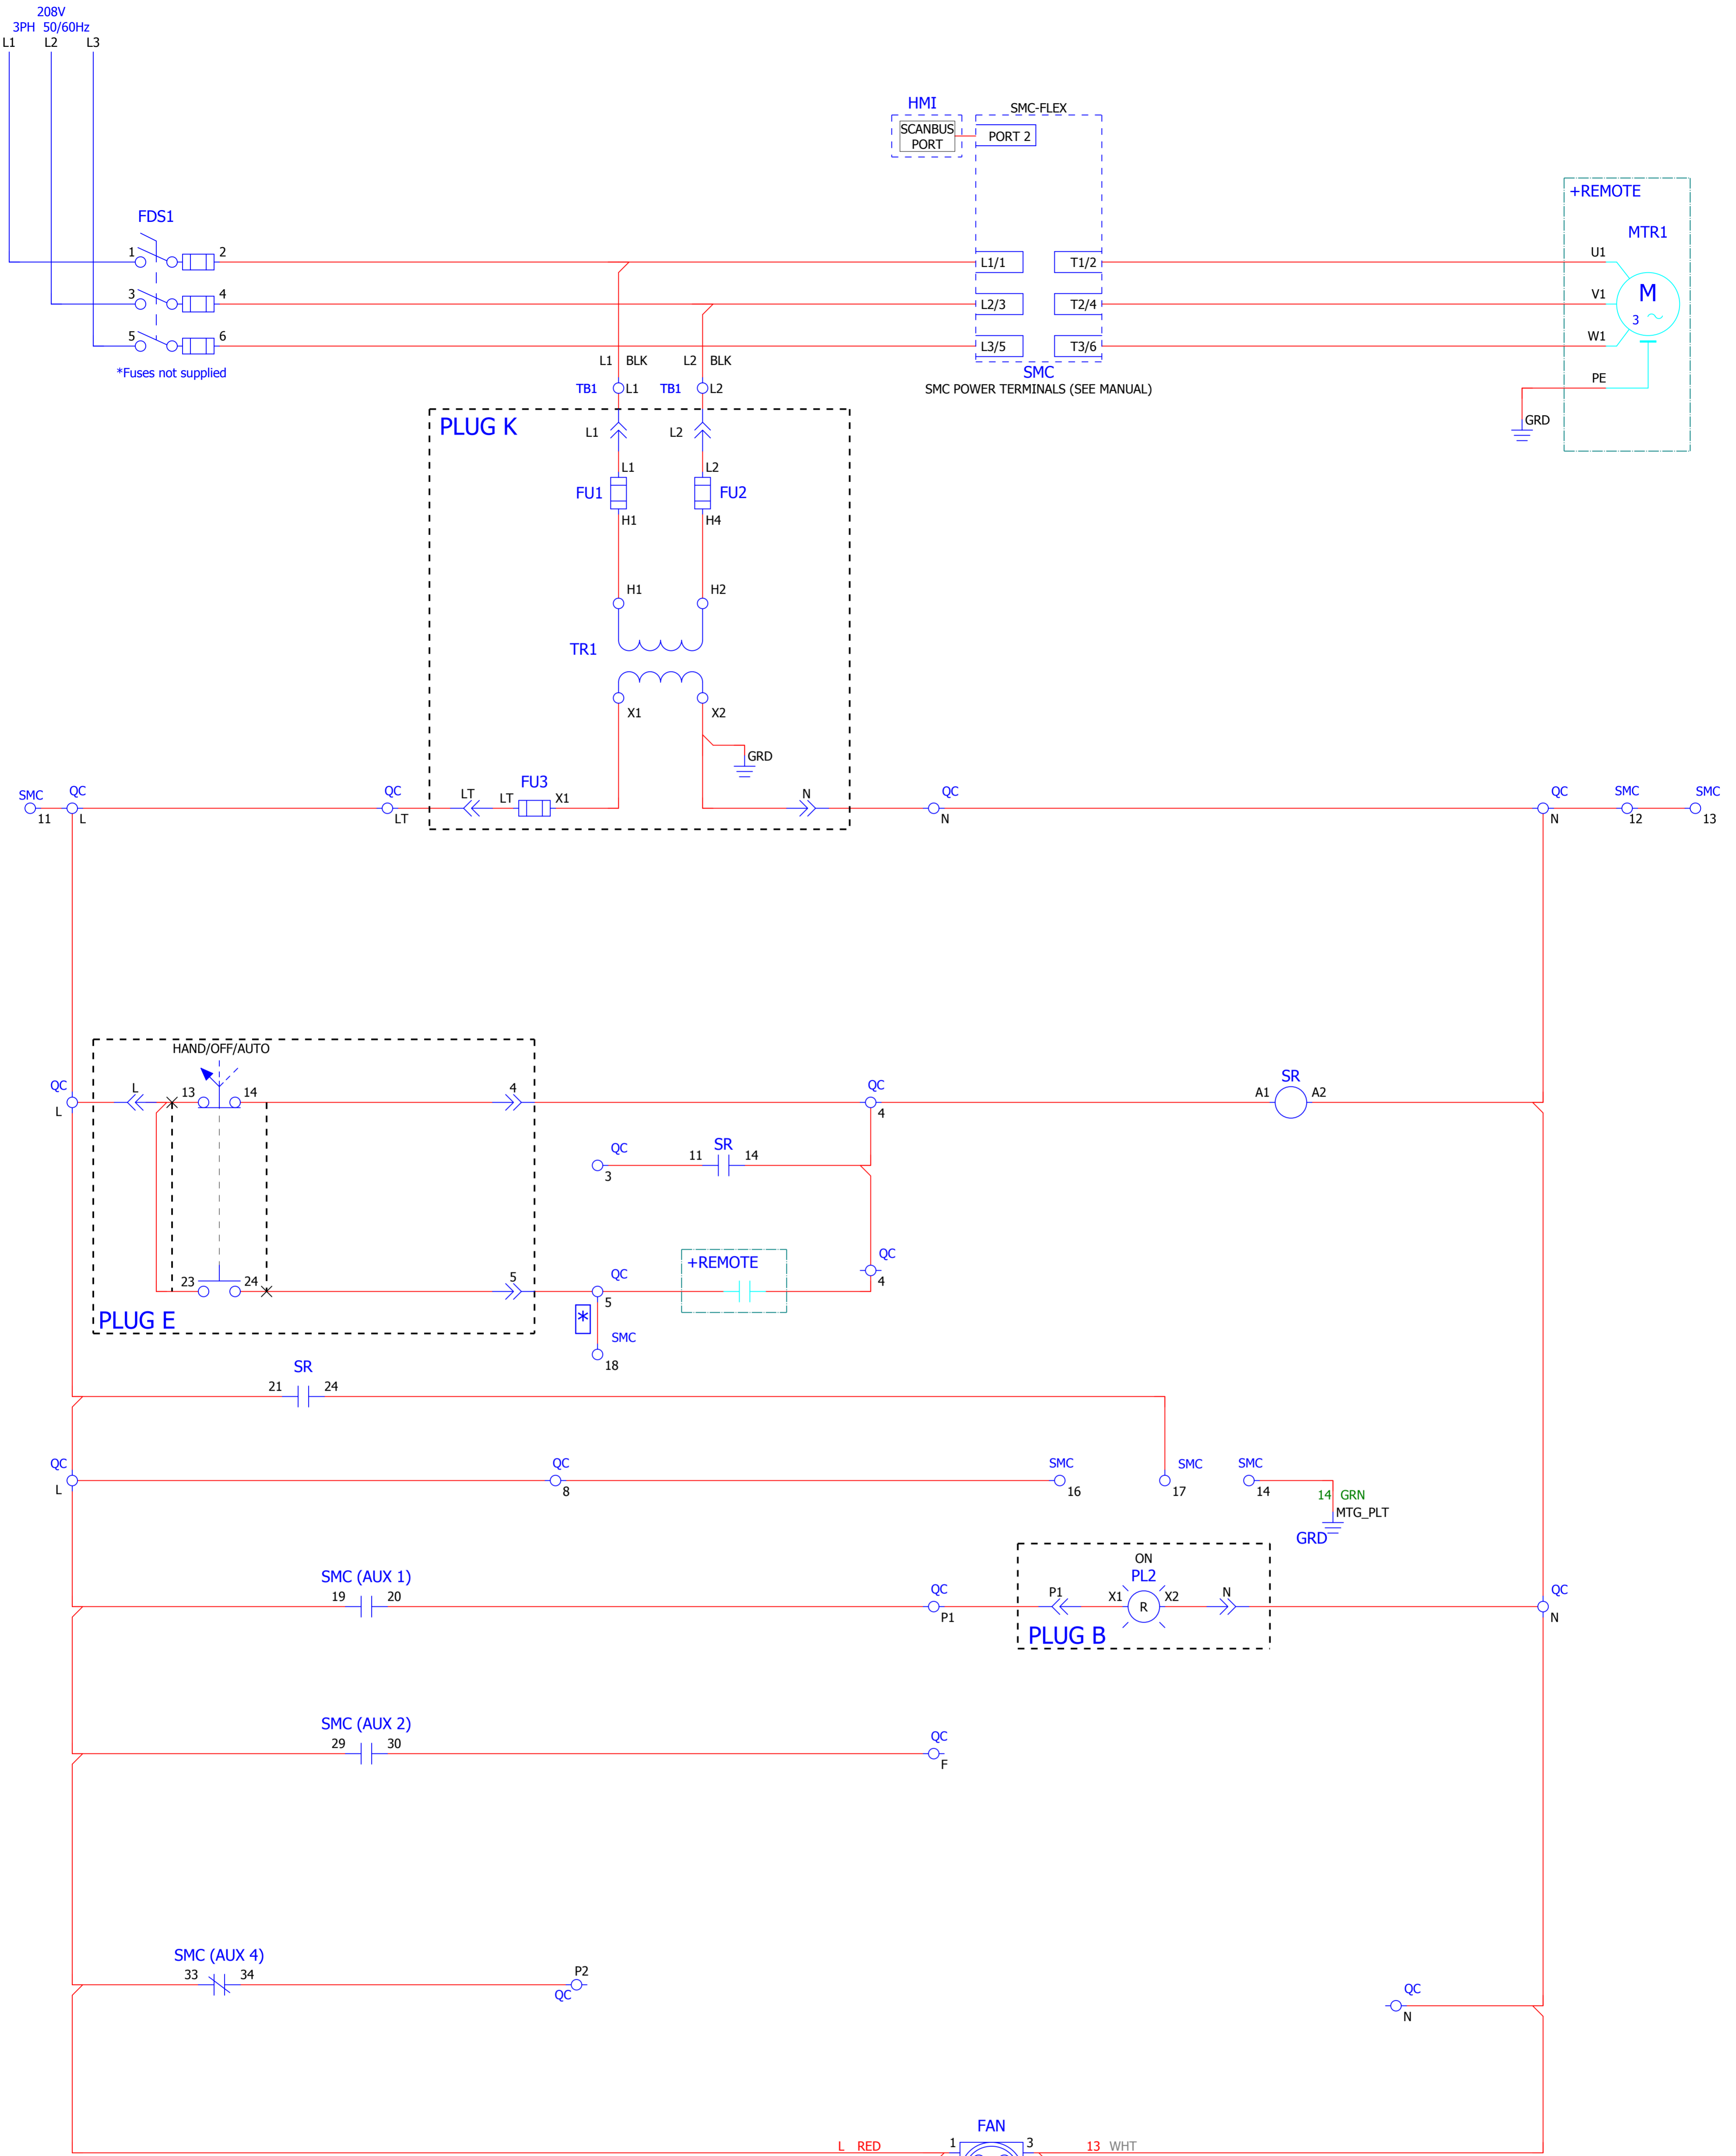 208V
3PH 50/60Hz
L1 L2 L3
HMI
SMC-FLEX
SCANBUS
PORT
PORT 2
+REMOTE
MTR1
FDS1
1 2
L1/1 T1/2
U1
3 4
L2/3 T2/4
V1
M
3
5 6
L3/5 T3/6
W1
*Fuses not supplied
L1 BLK L2 BLK
SMC
SMC POWER TERMINALS (SEE MANUAL)
PE
GRD
TB1 L1 TB1 L2
PLUG K
L1 L2
L1 L2
FU1 FU2
H1 H4
H1 H2
TR1
X1 X2
GRD
FU3
SMC QC QC LT LT X1 N QC QC SMC SMC
11 L LT N N 12 13
HAND/OFF/AUTO
QC L 13 14 4 QC SR
L 4 A1 A2
QC SR
3 11 14
+REMOTE
QC
4
23 24 5 QC
5
PLUG E
*
SMC
18
SR
21 24
QC QC SMC SMC SMC
L 8 16 17 14
14 GRN
MTG_PLT
GRD
ON
SMC (AUX 1) PL2
19 20 QC P1 X1 R X2 N QC
P1 N
PLUG B
SMC (AUX 2)
29 30 QC
F
SMC (AUX 4)
33 34 P2
QC
QC
N
FAN
L RED 1 3 13 WHT